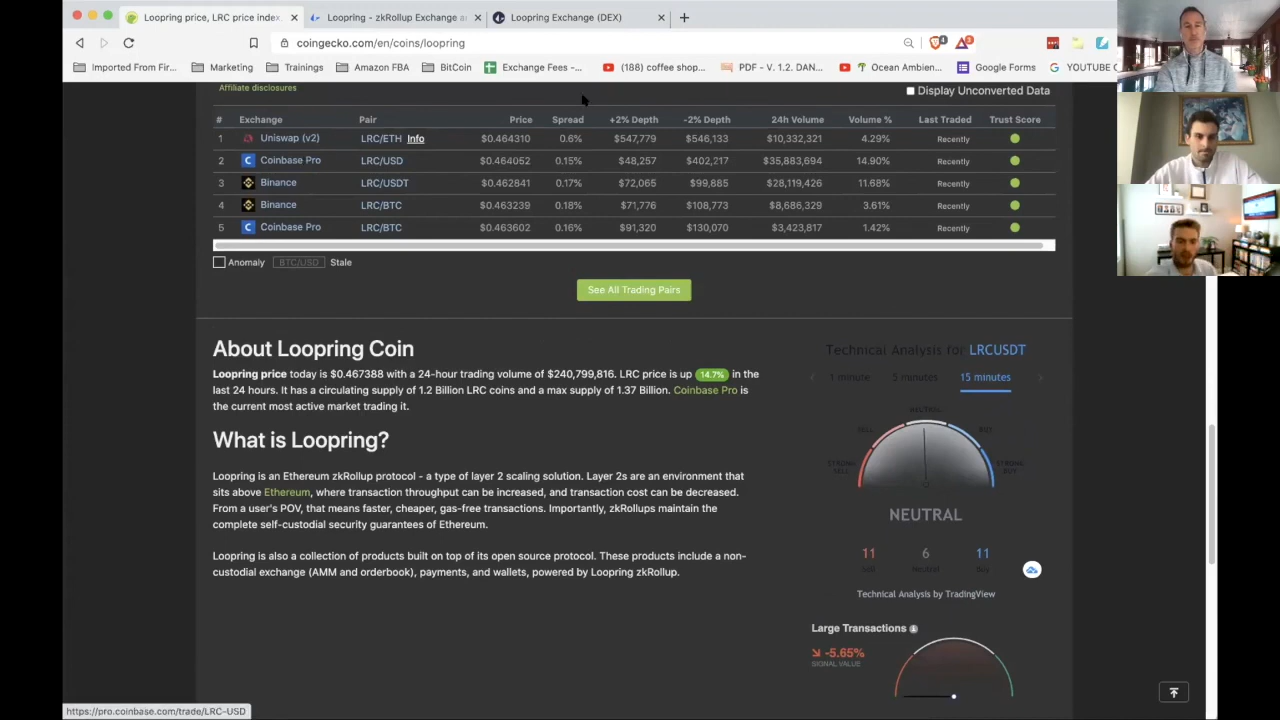 Loopring price, LRC price index,
Loopring - zkRollup Exchange ar
Loopring Exchange (DEX)
coingecko.com/en/coins/loopring
4
3
Imported From Fir...
Marketing
Trainings
Amazon FBA
BitCoin
Exchange Fees -...
(188) coffee shop...
PDF - V. 1.2. DAN...
Ocean Ambien...
Google Forms
YOUTUBE C
Affiliate disclosures
Display Unconverted Data
# Exchange Pair Price Spread +2% Depth -2% Depth 24h Volume Volume % Last Traded Trust Score
1 Uniswap (v2) LRC/ETH Info $0.464310 0.6% $547,779 $546,133 $10,332,321 4.29% Recently
2 Coinbase Pro LRC/USD $0.464052 0.15% $48,257 $402,217 $35,883,694 14.90% Recently
3 Binance LRC/USDT $0.462841 0.17% $72,065 $99,885 $28,119,426 11.68% Recently
4 Binance LRC/BTC $0.463239 0.18% $71,776 $108,773 $8,686,329 3.61% Recently
5 Coinbase Pro LRC/BTC $0.463602 0.16% $91,320 $130,070 $3,423,817 1.42% Recently
Anomaly BTC/USD Stale
See All Trading Pairs
About Loopring Coin
Loopring price today is $0.467388 with a 24-hour trading volume of $240,799,816. LRC price is up 14.7% in the
last 24 hours. It has a circulating supply of 1.2 Billion LRC coins and a max supply of 1.37 Billion. Coinbase Pro is
the current most active market trading it.
What is Loopring?
Loopring is an Ethereum zkRollup protocol - a type of layer 2 scaling solution. Layer 2s are an environment that
sits above Ethereum, where transaction throughput can be increased, and transaction cost can be decreased.
From a user's POV, that means faster, cheaper, gas-free transactions. Importantly, zkRollups maintain the
complete self-custodial security guarantees of Ethereum.
Loopring is also a collection of products built on top of its open source protocol. These products include a non-
custodial exchange (AMM and orderbook), payments, and wallets, powered by Loopring zkRollup.
Technical Analysis for LRCUSDT
1 minute 5 minutes 15 minutes
NEUTRAL
SELL BUY
STRONG SELL STRONG BUY
NEUTRAL
11 6 11
Sell Neutral Buy
Technical Analysis by TradingView
Large Transactions
-5.65%
SIGNAL VALUE
https://pro.coinbase.com/trade/LRC-USD